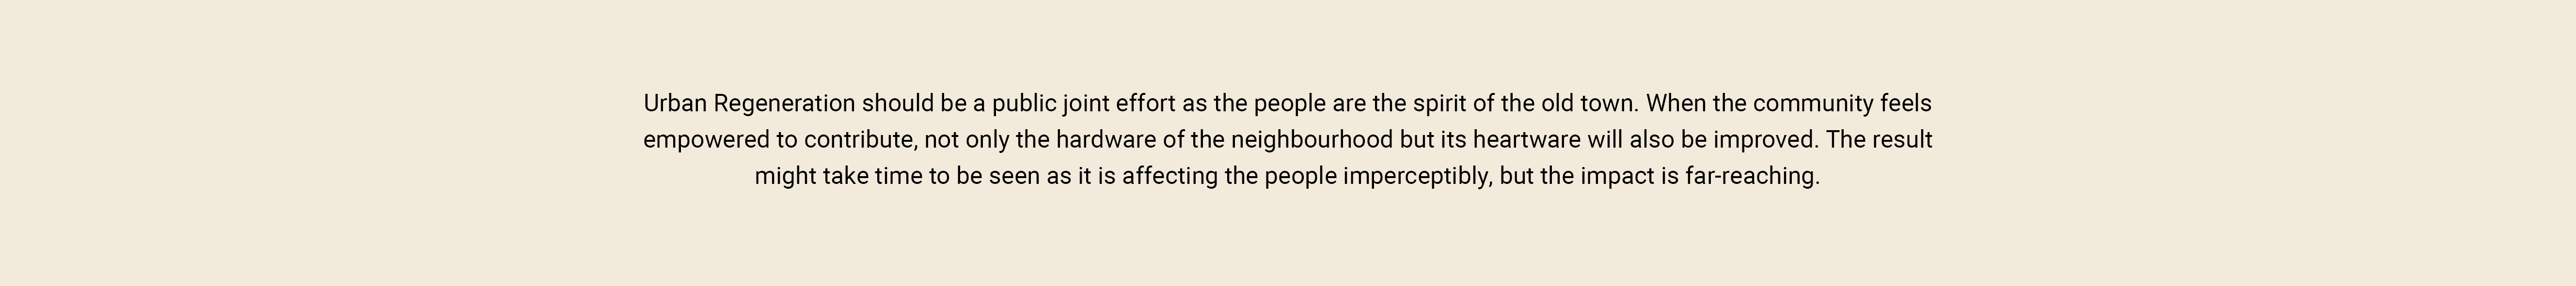 Urban Regeneration should be a public joint effort as the people are the spirit of the old town. When the community feels
empowered to contribute, not only the hardware of the neighbourhood but its heartware will also be improved. The result
might take time to be seen as it is affecting the people imperceptibly, but the impact is far-reaching.